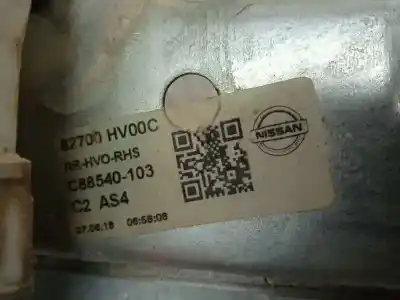 82700 HV00C
RR-HVO-RHS
C88540-103
C2 AS4
07.06.18 06:58:08
NISSAN